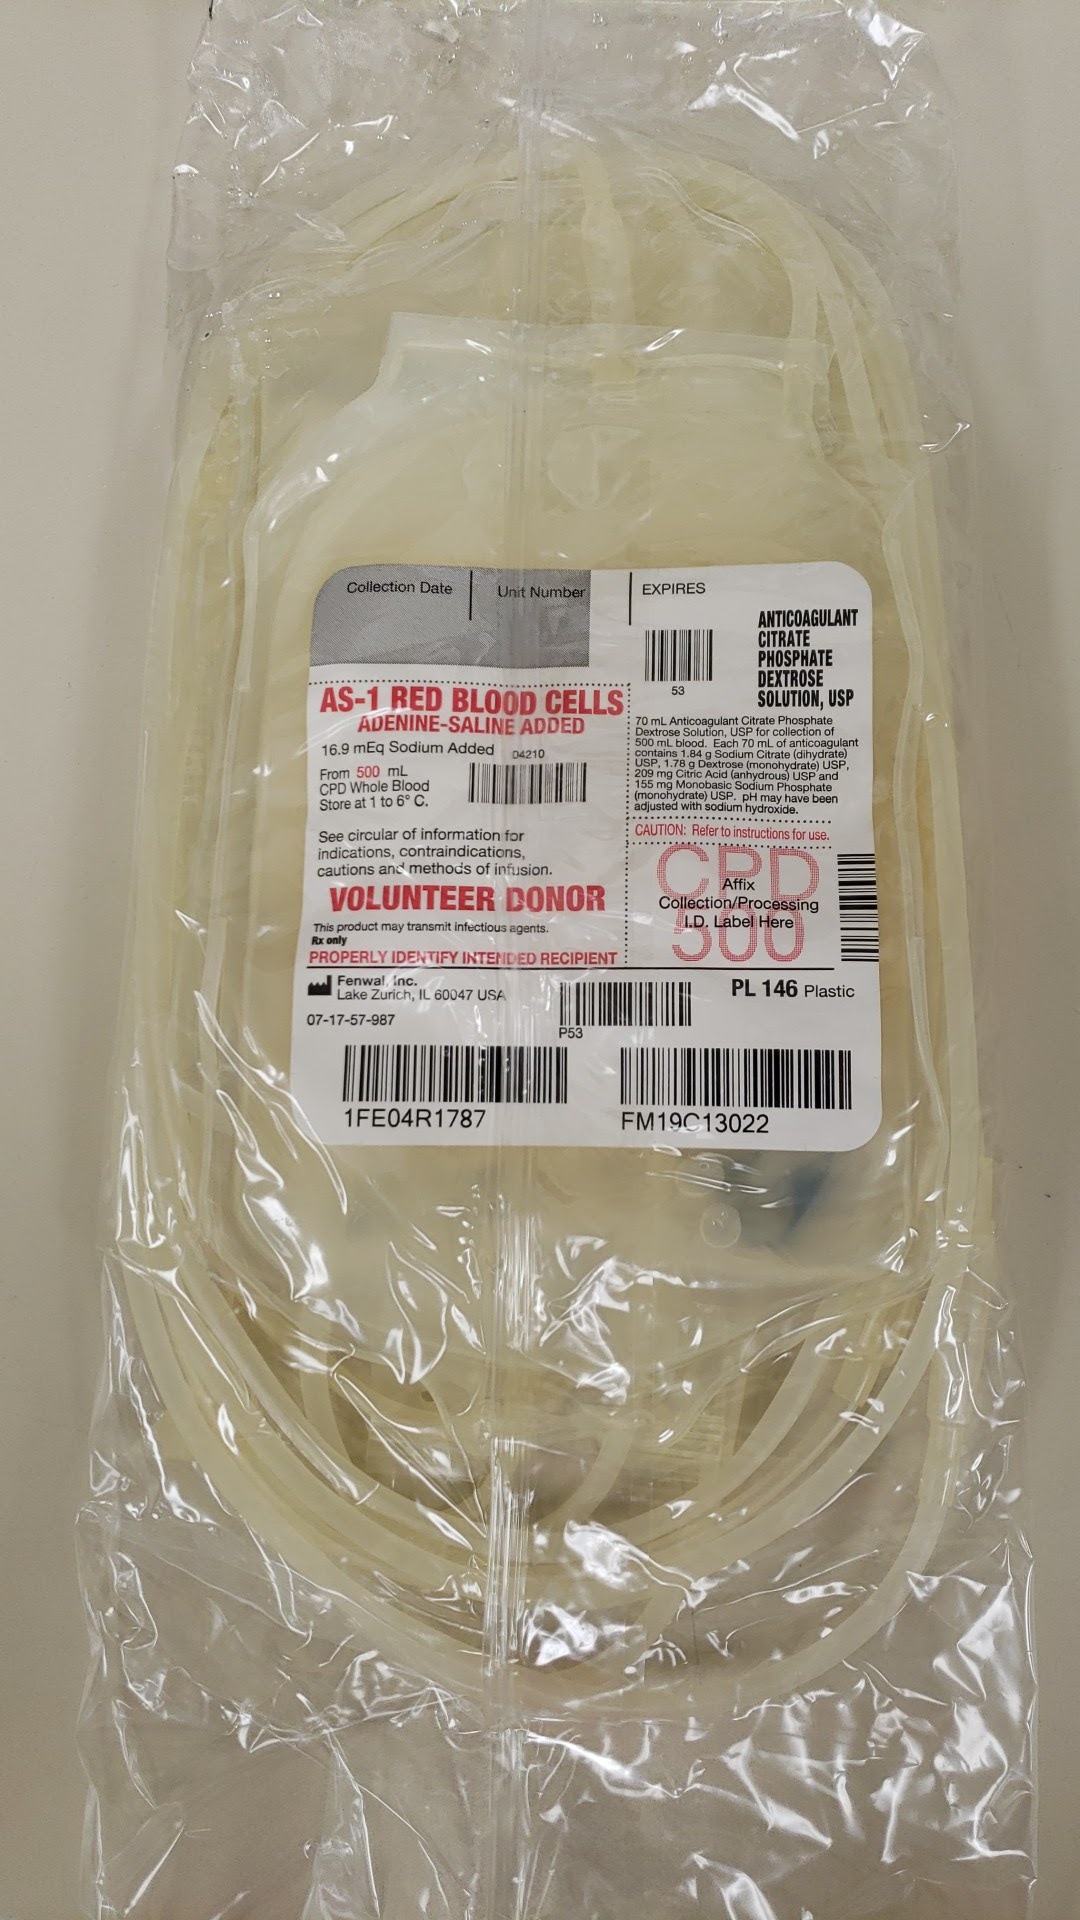 Collection Date
Unit Number
EXPIRES
53
ANTICOAGULANT
CITRATE
PHOSPHATE
DEXTROSE
SOLUTION, USP
AS-1 RED BLOOD CELLS
ADENINE-SALINE ADDED
16.9 mEq Sodium Added
04210
From 500 mL
CPD Whole Blood
Store at 1 to 6° C.
See circular of information for
indications, contraindications,
cautions and methods of infusion.
VOLUNTEER DONOR
This product may transmit infectious agents.
Rx only
PROPERLY IDENTIFY INTENDED RECIPIENT
70 mL Anticoagulant Citrate Phosphate
Dextrose Solution, USP for collection of
500 mL blood. Each 70 mL of anticoagulant
contains 1.84 g Sodium Citrate (dihydrate)
USP, 1.78 g Dextrose (monohydrate) USP,
209 mg Citric Acid (anhydrous) USP and
155 mg Monobasic Sodium Phosphate
(monohydrate) USP. pH may have been
adjusted with sodium hydroxide.
CAUTION: Refer to instructions for use.
CPD
Affix
Collection/Processing
I.D. Label Here
500
Fenwal, Inc.
Lake Zurich, IL 60047 USA
07-17-57-987
P53
PL 146 Plastic
1FE04R1787
FM19C13022